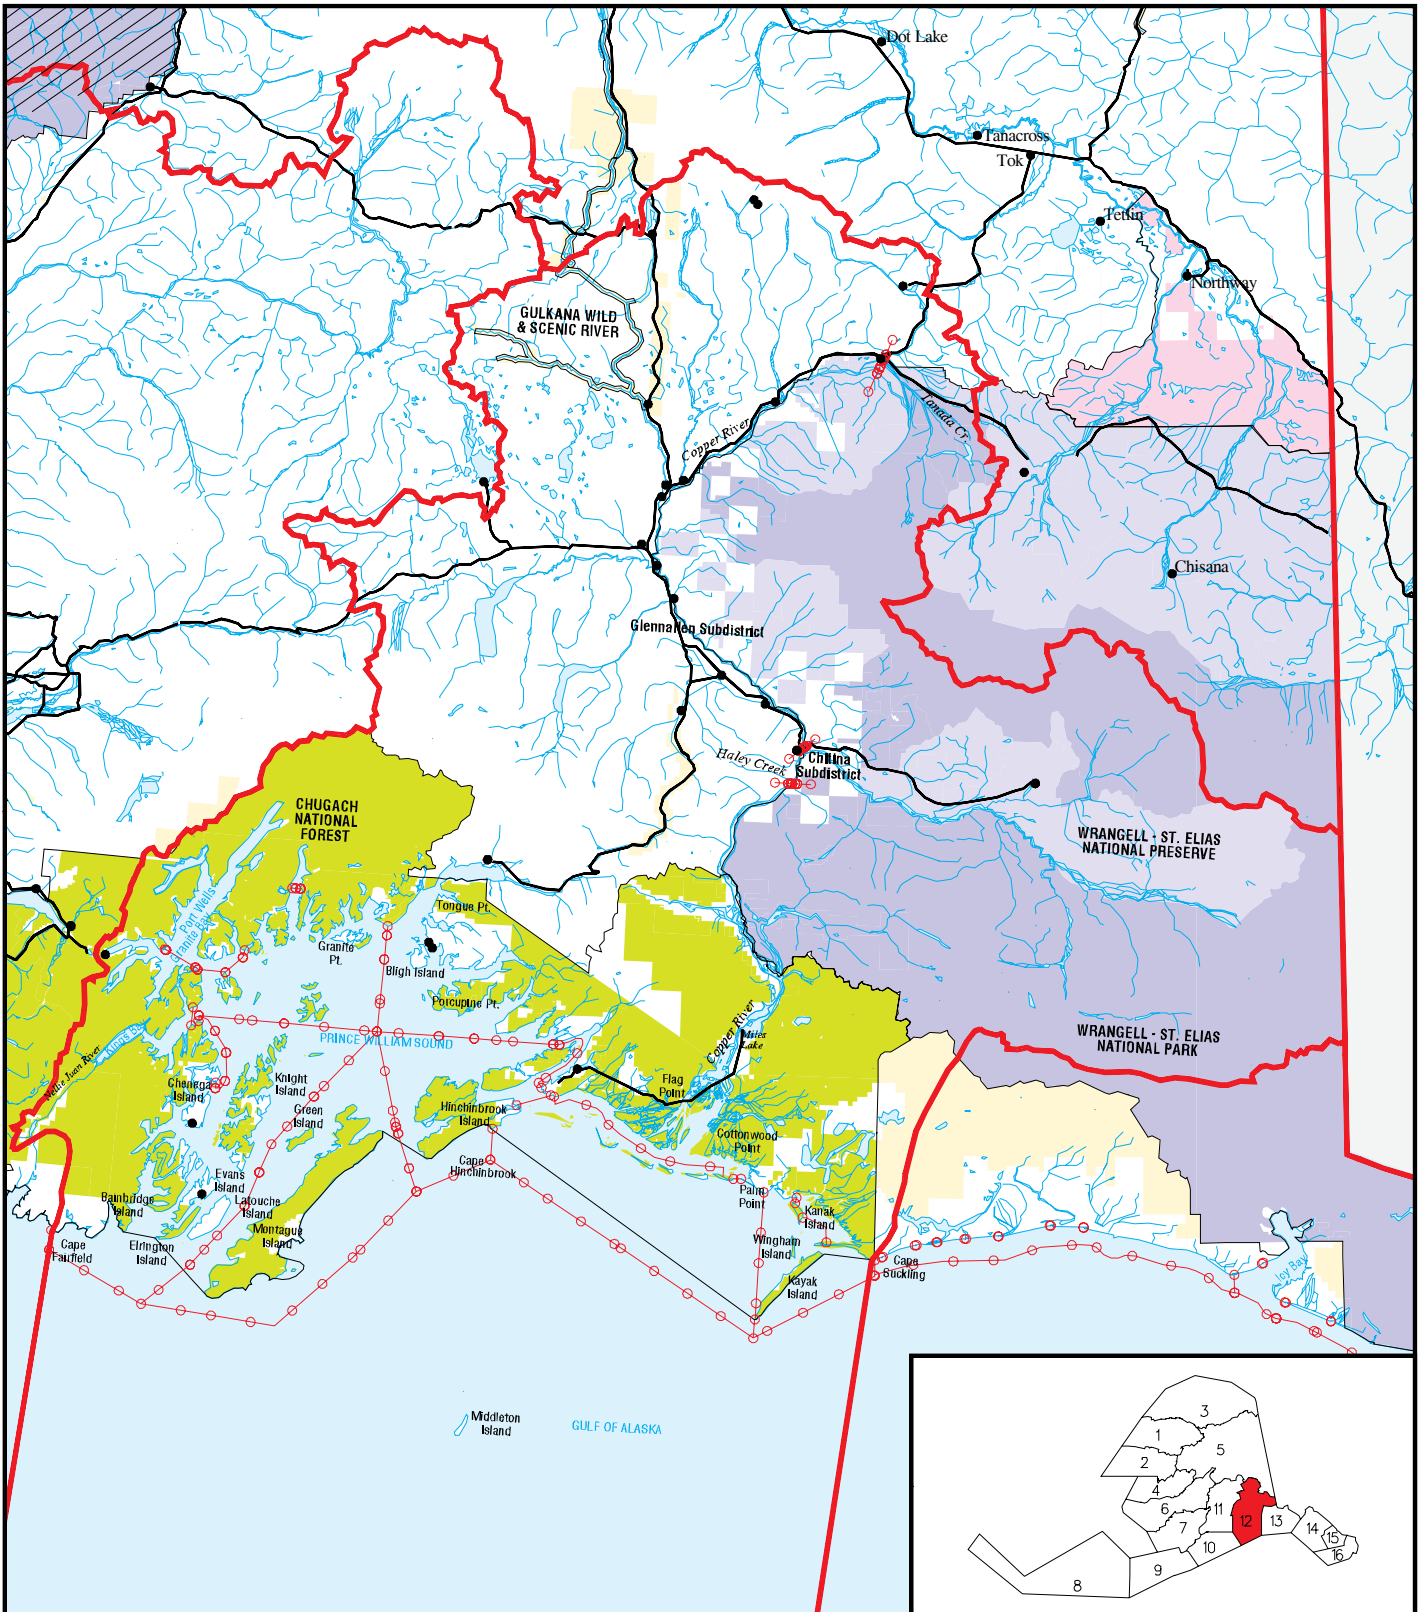 Dot Lake
Tanacross
Tok
Tetlin
Northway
GULKANA WILD
& SCENIC RIVER
Tanada Cr.
Copper River
Chisana
Glennallen Subdistrict
Haley Creek
Chitina
Subdistrict
CHUGACH
NATIONAL
FOREST
WRANGELL - ST. ELIAS
NATIONAL PRESERVE
Port Wells
Granite Bay
Tongue Pt.
Granite
Pt.
Bligh Island
Porcupine Pt.
Copper River
Miles
Lake
WRANGELL - ST. ELIAS
NATIONAL PARK
PRINCE WILLIAM SOUND
Kings Bay
Nellie Juan River
Chenega
Island
Knight
Island
Green
Island
Flag
Point
Hinchinbrook
Island
Cottonwood
Point
Cape
Hinchinbrook
Evans
Island
Bainbridge
Island
Latouche
Island
Palm
Point
Kanak
Island
Montague
Island
Cape
Fairfield
Elrington
Island
Wingham
Island
Cape
Suckling
Icy Bay
Kayak
Island
Middleton
Island
GULF OF ALASKA
3
1
5
2
4
6
11
12
13
7
14
15
10
16
9
8